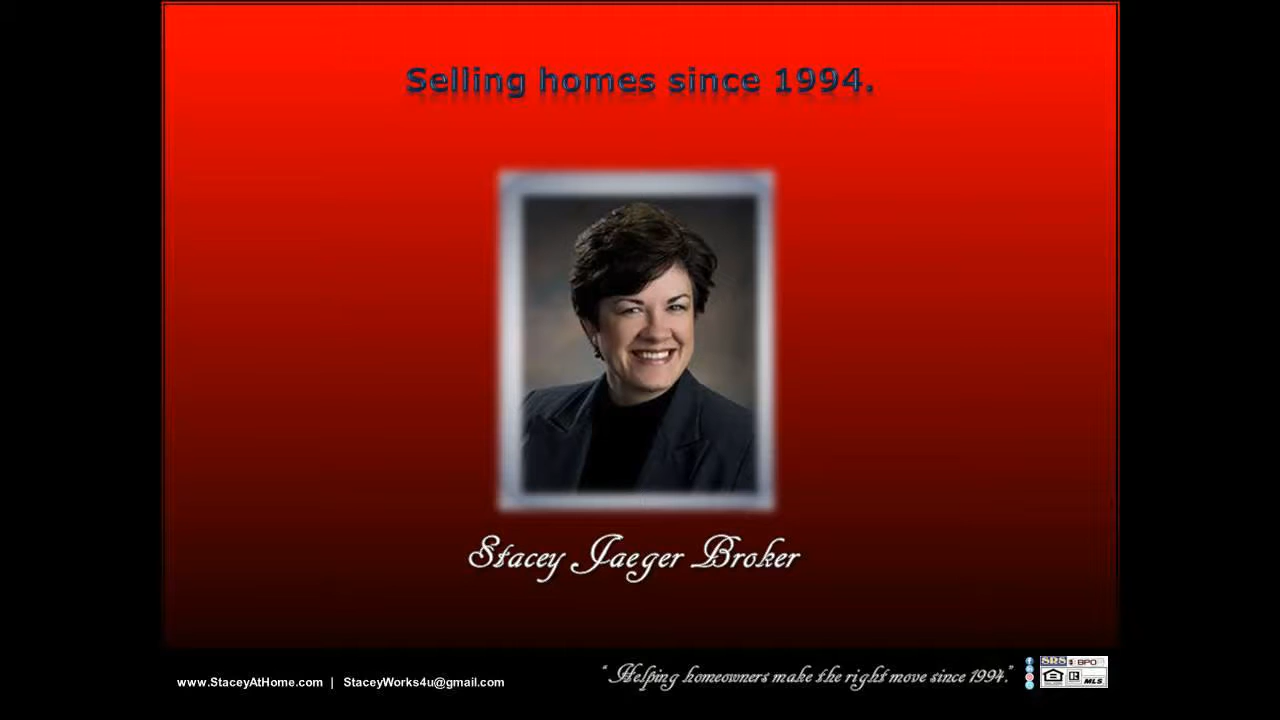 Selling homes since 1994.
Stacey Jaeger Broker
www.StaceyAtHome.com | StaceyWorks4u@gmail.com
“Helping homeowners make the right move since 1994.”
SRS BPO
R MLS